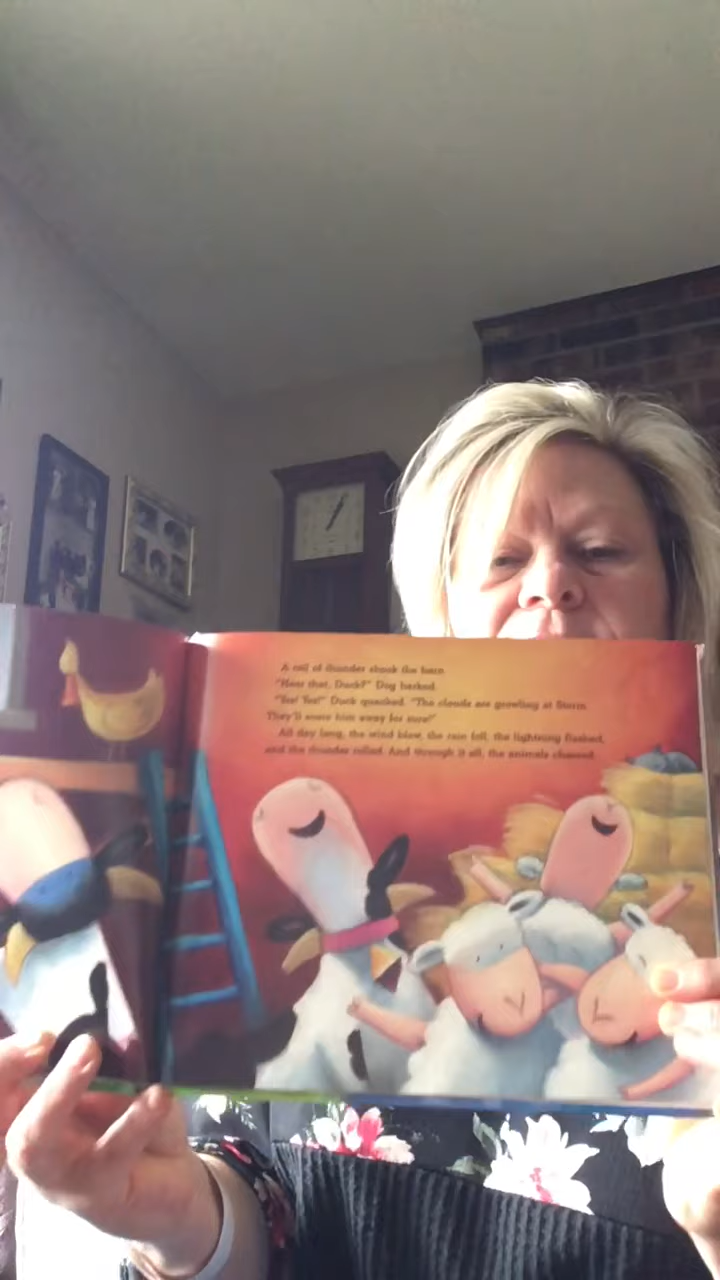 A roll of thunder shook the barn.
"Hear that, Duck?" Dog barked.
"Yes! Yes!" Duck quacked. "The clouds are growling at Storm.
They'll scare him away for sure!"
All day long, the wind blew, the rain fell, the lightning flashed,
and the thunder rolled. And through it all, the animals cheered.